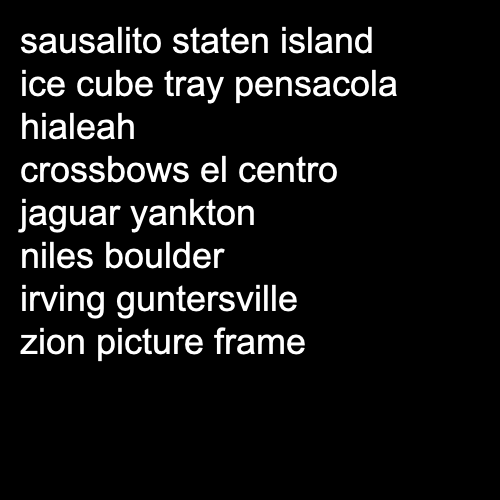 sausalito staten island
ice cube tray pensacola
hialeah
crossbows el centro
jaguar yankton
niles boulder
irving guntersville
zion picture frame